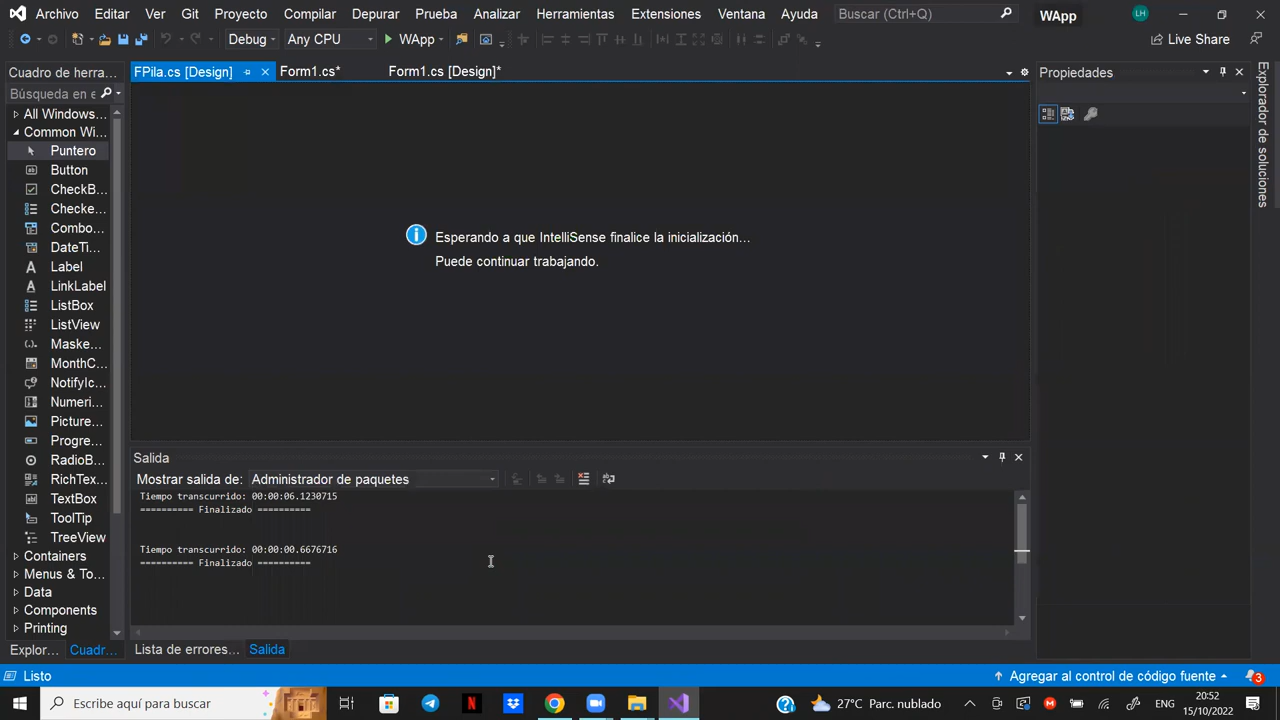 Archivo Editar Ver Git Proyecto Compilar Depurar Prueba Analizar Herramientas Extensiones Ventana Ayuda Buscar (Ctrl+Q) WApp LH
Debug Any CPU WApp Live Share
Cuadro de herra... FPila.cs [Design] Form1.cs* Form1.cs [Design]* Propiedades
Búsqueda en e
All Windows...
Common Wi...
Puntero
Button
CheckB...
Checke...
Combo...
DateTi...
Label
LinkLabel
ListBox
ListView
Maske...
MonthC...
NotifyIc...
Numeri...
Picture...
Progre...
RadioB...
RichTex...
TextBox
ToolTip
TreeView
Containers
Menus & To...
Data
Components
Printing
Explor... Cuadr...
Esperando a que IntelliSense finalice la inicialización...
Puede continuar trabajando.
Salida
Mostrar salida de: Administrador de paquetes
Tiempo transcurrido: 00:00:06.1230715
========== Finalizado ==========
Tiempo transcurrido: 00:00:00.6676716
========== Finalizado ==========
Lista de errores... Salida
Explorador de soluciones
Listo Agregar al control de código fuente 3
Escribe aquí para buscar 27°C Parc. nublado ENG 20:52
15/10/2022